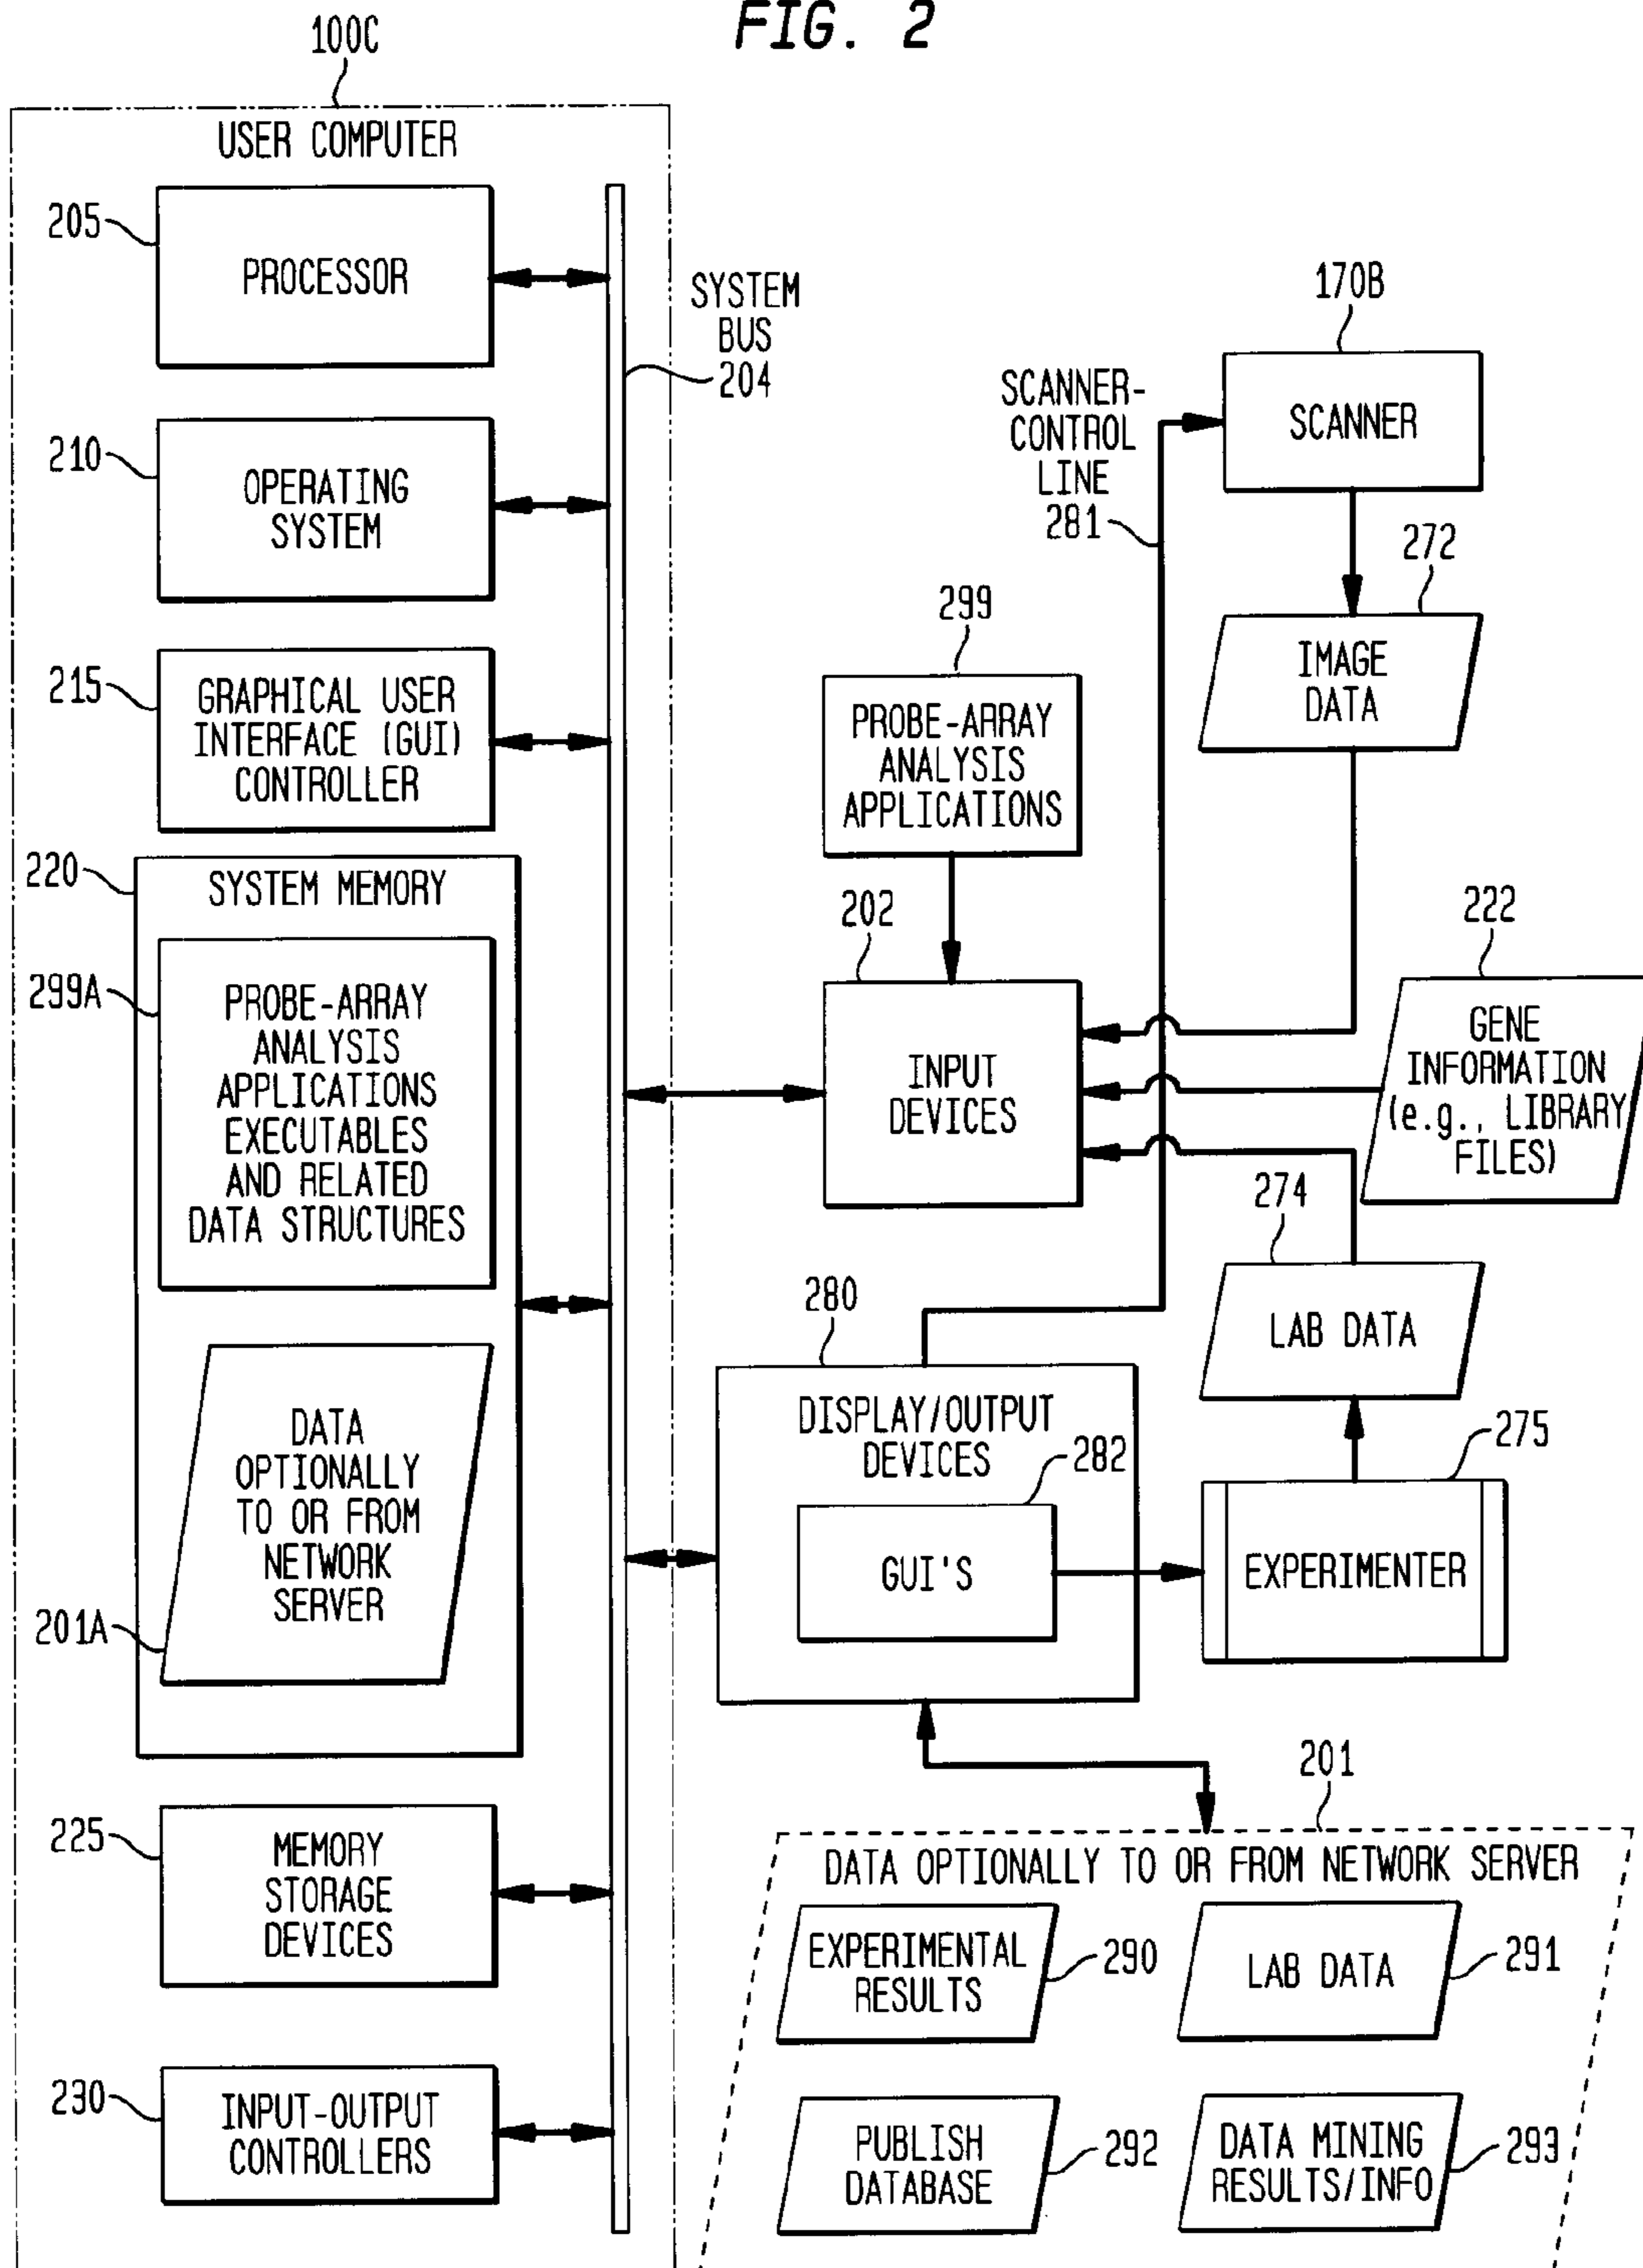 FIG. 2
100C
USER COMPUTER
205
PROCESSOR
SYSTEM
BUS
204
210
OPERATING
SYSTEM
215
GRAPHICAL USER
INTERFACE (GUI)
CONTROLLER
220
SYSTEM MEMORY
299A
PROBE-ARRAY
ANALYSIS
APPLICATIONS
EXECUTABLES
AND RELATED
DATA STRUCTURES
DATA
OPTIONALLY
TO OR FROM
NETWORK
SERVER
201A
225
MEMORY
STORAGE
DEVICES
230
INPUT-OUTPUT
CONTROLLERS
170B
SCANNER
SCANNER-
CONTROL
LINE
281
272
IMAGE
DATA
299
PROBE-ARRAY
ANALYSIS
APPLICATIONS
202
INPUT
DEVICES
222
GENE
INFORMATION
(e.g., LIBRARY
FILES)
274
LAB DATA
280
DISPLAY/OUTPUT
DEVICES
282
GUI'S
275
EXPERIMENTER
201
DATA OPTIONALLY TO OR FROM NETWORK SERVER
EXPERIMENTAL
RESULTS
290
LAB DATA
291
PUBLISH
DATABASE
292
DATA MINING
RESULTS/INFO
293